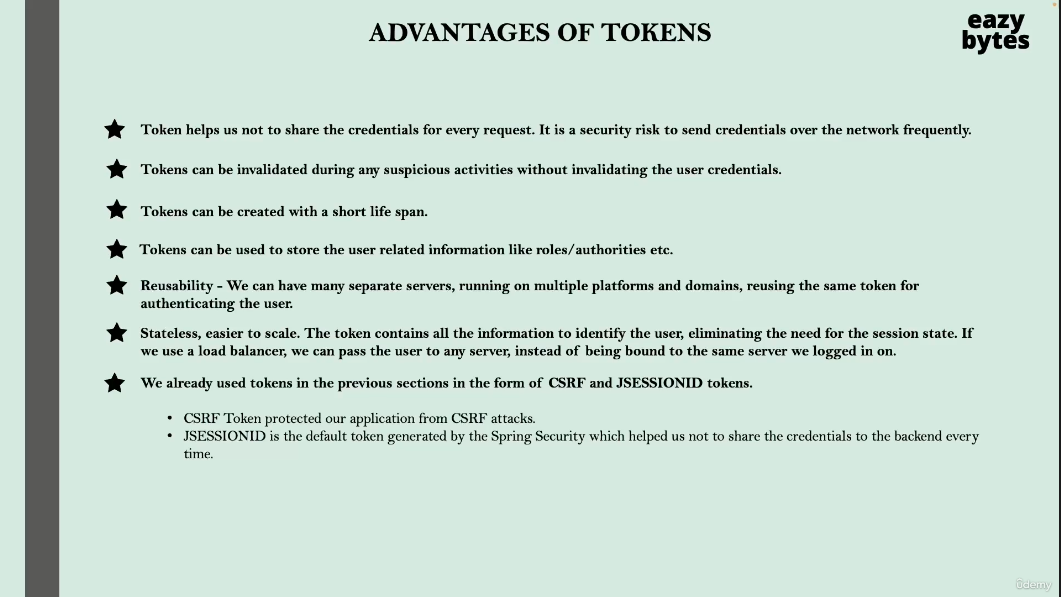 ADVANTAGES OF TOKENS
eazy
bytes
Token helps us not to share the credentials for every request. It is a security risk to send credentials over the network frequently.
Tokens can be invalidated during any suspicious activities without invalidating the user credentials.
Tokens can be created with a short life span.
Tokens can be used to store the user related information like roles/authorities etc.
Reusability - We can have many separate servers, running on multiple platforms and domains, reusing the same token for
authenticating the user.
Stateless, easier to scale. The token contains all the information to identify the user, eliminating the need for the session state. If
we use a load balancer, we can pass the user to any server, instead of being bound to the same server we logged in on.
We already used tokens in the previous sections in the form of CSRF and JSESSIONID tokens.
• CSRF Token protected our application from CSRF attacks.
• JSESSIONID is the default token generated by the Spring Security which helped us not to share the credentials to the backend every
time.
Udemy